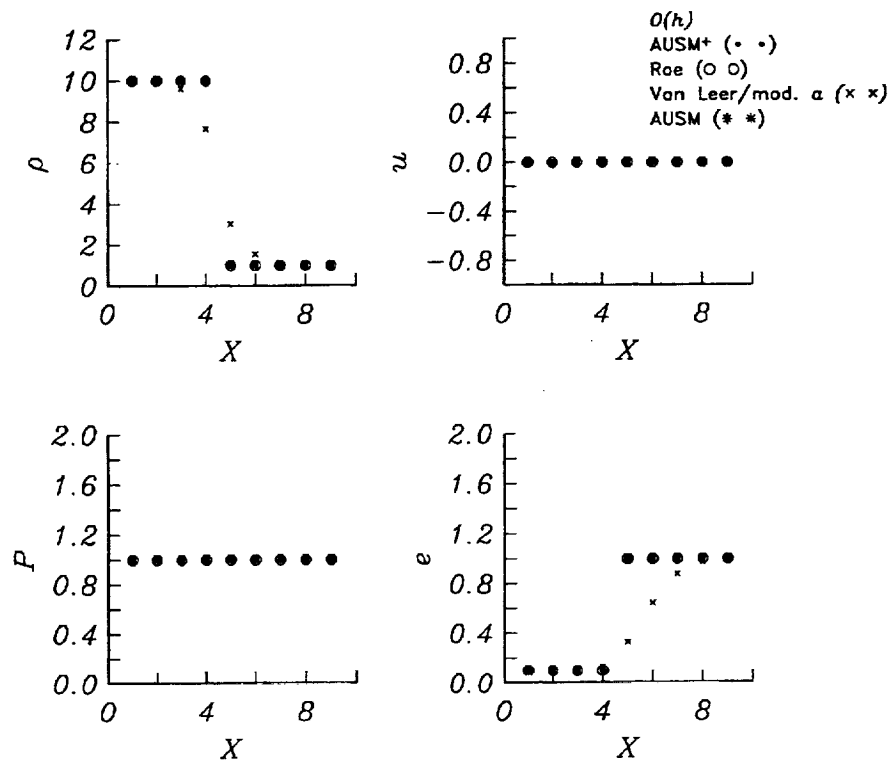 O(h)
AUSM+ (• •)
Roe (○ ○)
Van Leer/mod. a (× ×)
AUSM (* *)
12
10
8
6
4
2
0
ρ
0 4 8
X
0.8
0.4
0.0
−0.4
−0.8
u
0 4 8
X
2.0
1.6
1.2
0.8
0.4
0.0
P
0 4 8
X
2.0
1.6
1.2
0.8
0.4
0.0
e
0 4 8
X